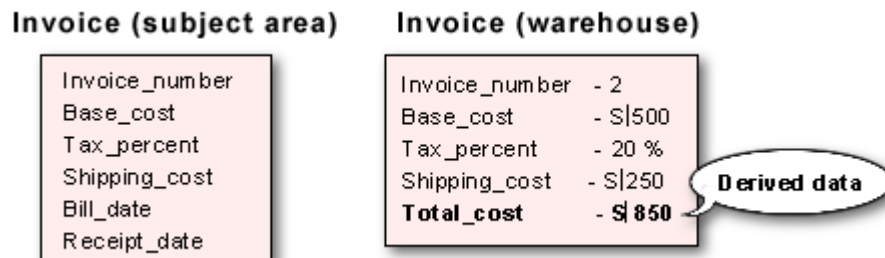 Invoice (subject area)
Invoice_number
Base_cost
Tax_percent
Shipping_cost
Bill_date
Receipt_date
Invoice (warehouse)
Invoice_number - 2
Base_cost - S|500
Tax_percent - 20 %
Shipping_cost - S|250
Total_cost - S|850
Derived data